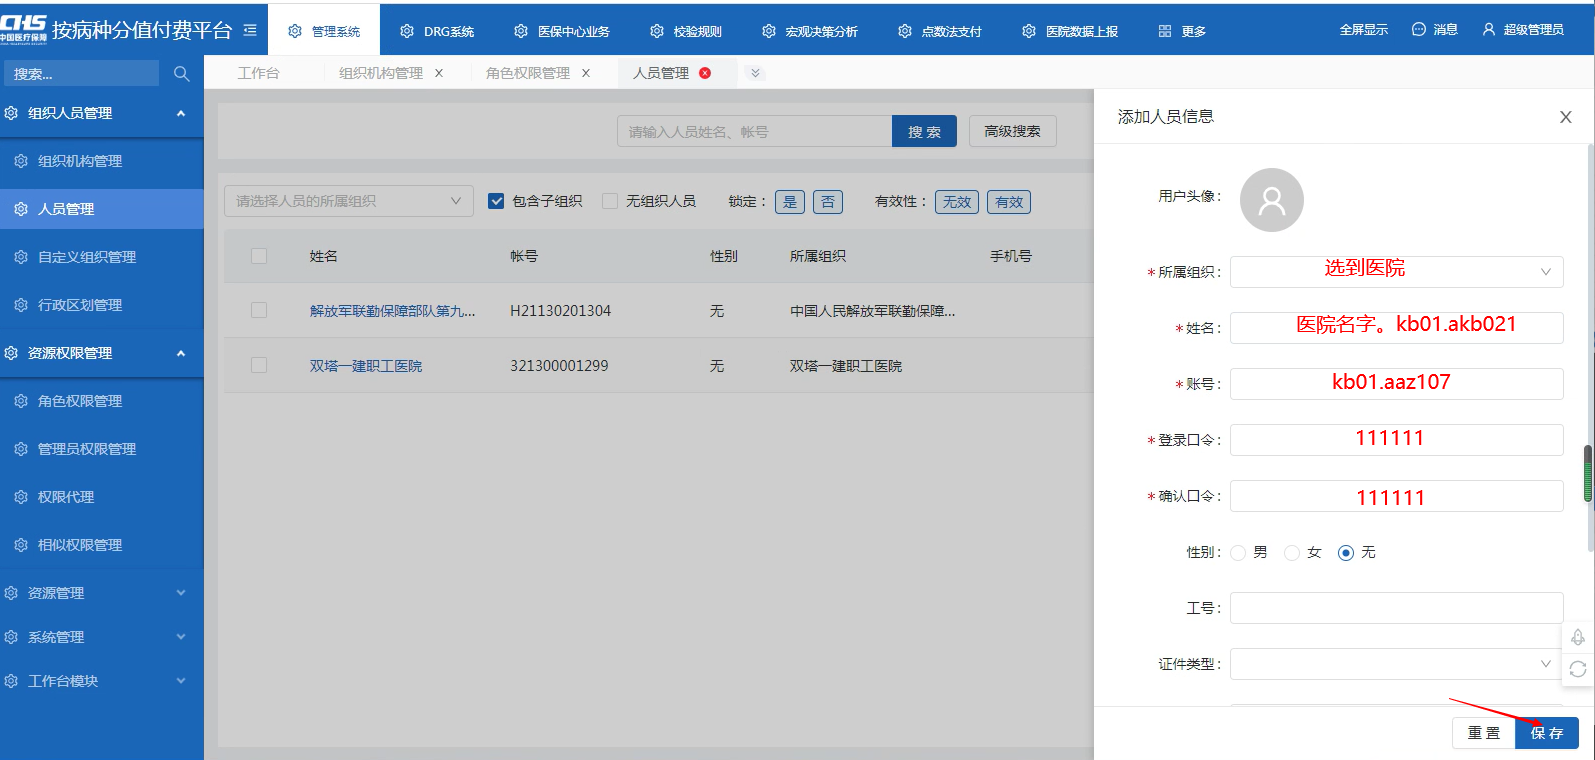 CHS
中国医疗保障
按病种分值付费平台
管理系统
DRG系统
医保中心业务
校验规则
宏观决策分析
点数法支付
医院数据上报
更多
全屏显示
消息
超级管理员
搜索...
工作台
组织机构管理
角色权限管理
人员管理
组织人员管理
组织机构管理
人员管理
自定义组织管理
行政区划管理
资源权限管理
角色权限管理
管理员权限管理
权限代理
相似权限管理
资源管理
系统管理
工作台模块
请输入人员姓名、帐号
搜 索
高级搜索
请选择人员的所属组织
包含子组织
无组织人员
锁定：
是
否
有效性：
无效
有效
姓名 帐号 性别 所属组织 手机号
解放军联勤保障部队第九... H21130201304 无 中国人民解放军联勤保障...
双塔一建职工医院 321300001299 无 双塔一建职工医院
添加人员信息
X
用户头像：
* 所属组织： 选到医院
* 姓名： 医院名字。kb01.akb021
* 账号： kb01.aaz107
* 登录口令： 111111
* 确认口令： 111111
性别： 男 女 无
工号：
证件类型：
重 置
保 存